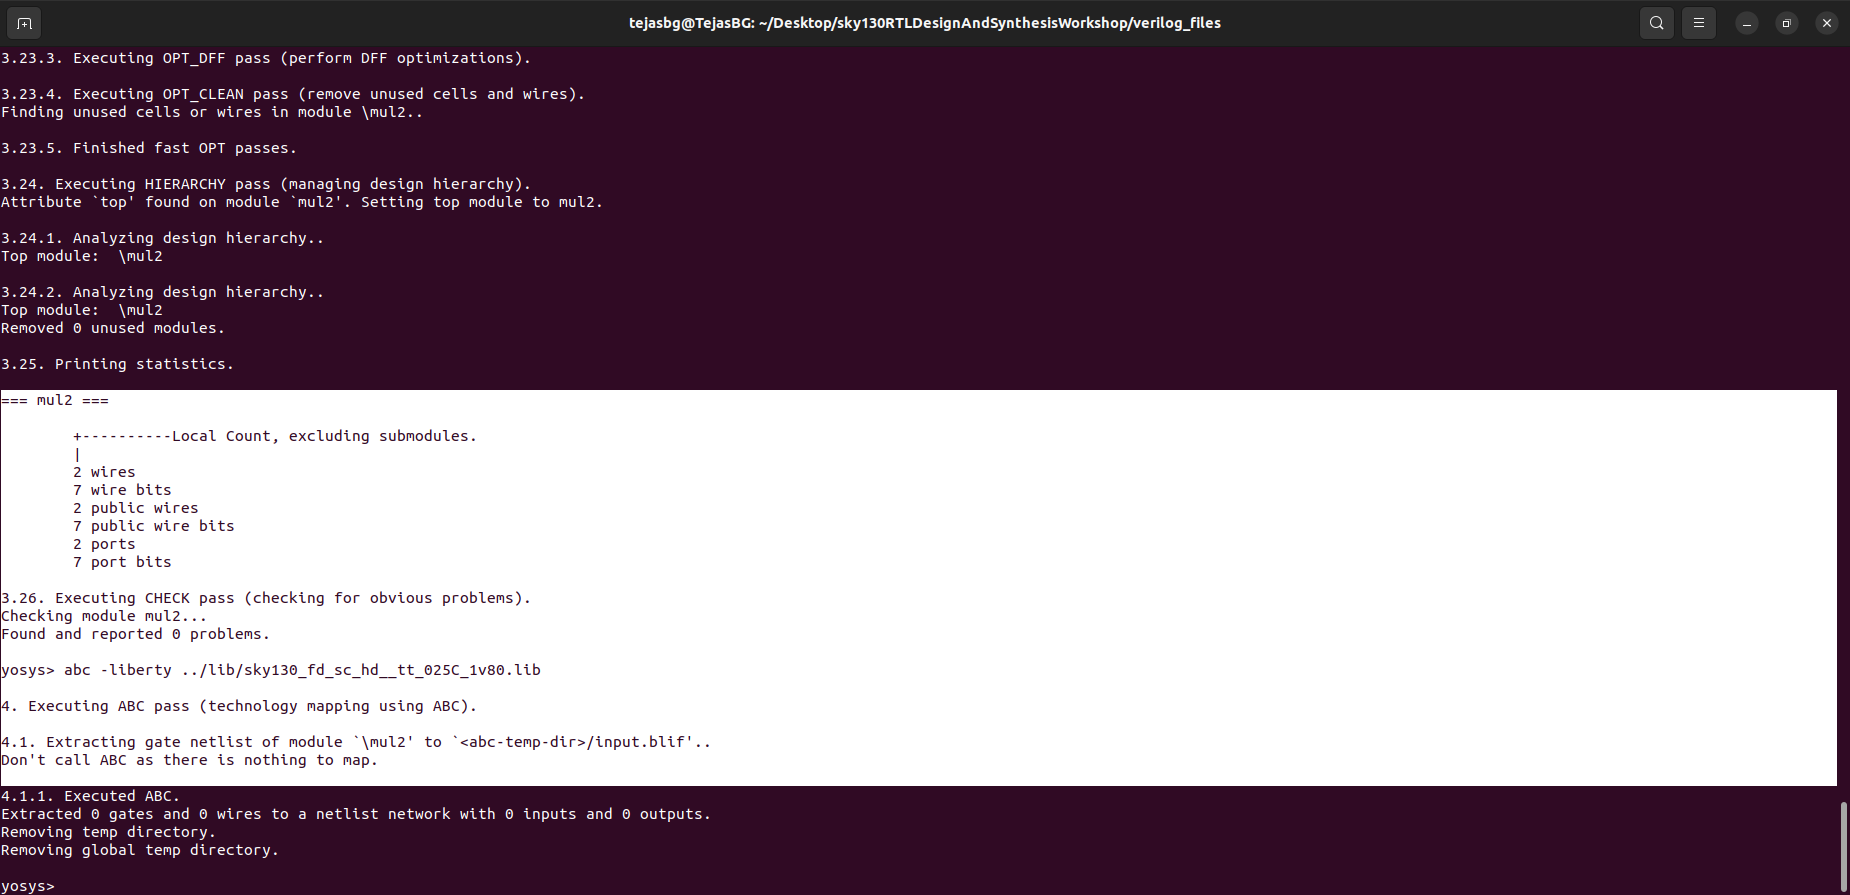 tejasbg@TejasBG: ~/Desktop/sky130RTLDesignAndSynthesisWorkshop/verilog_files
3.23.3. Executing OPT_DFF pass (perform DFF optimizations).
3.23.4. Executing OPT_CLEAN pass (remove unused cells and wires).
Finding unused cells or wires in module \mul2..
3.23.5. Finished fast OPT passes.
3.24. Executing HIERARCHY pass (managing design hierarchy).
Attribute `top' found on module `mul2'. Setting top module to mul2.
3.24.1. Analyzing design hierarchy..
Top module:  \mul2
3.24.2. Analyzing design hierarchy..
Top module:  \mul2
Removed 0 unused modules.
3.25. Printing statistics.
=== mul2 ===
+----------Local Count, excluding submodules.
|
2 wires
7 wire bits
2 public wires
7 public wire bits
2 ports
7 port bits
3.26. Executing CHECK pass (checking for obvious problems).
Checking module mul2...
Found and reported 0 problems.
yosys> abc -liberty ../lib/sky130_fd_sc_hd__tt_025C_1v80.lib
4. Executing ABC pass (technology mapping using ABC).
4.1. Extracting gate netlist of module `\mul2' to `<abc-temp-dir>/input.blif'..
Don't call ABC as there is nothing to map.
4.1.1. Executed ABC.
Extracted 0 gates and 0 wires to a netlist network with 0 inputs and 0 outputs.
Removing temp directory.
Removing global temp directory.
yosys>